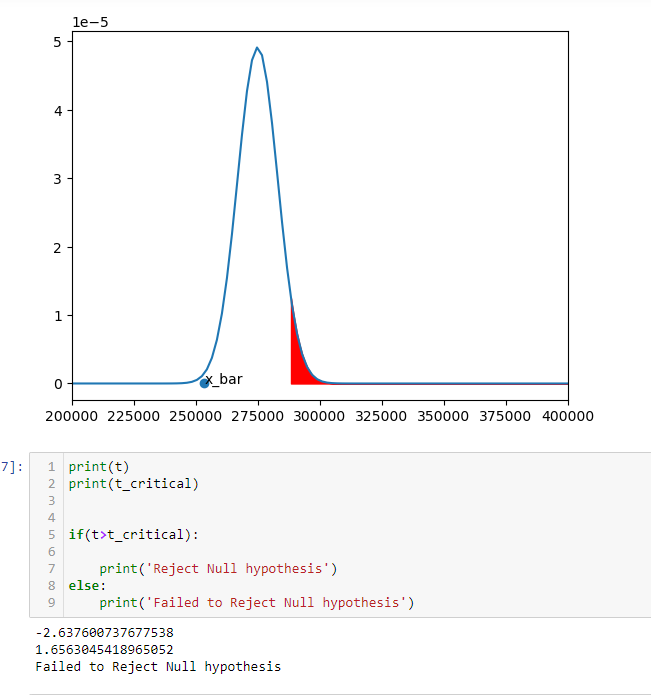 1e−5
5
4
3
2
1
0
x_bar
200000 225000 250000 275000 300000 325000 350000 375000 400000
7]:
1 print(t)
2 print(t_critical)
3
4
5 if(t>t_critical):
6
7 print('Reject Null hypothesis')
8 else:
9 print('Failed to Reject Null hypothesis')
-2.637600737677538
1.6563045418965052
Failed to Reject Null hypothesis